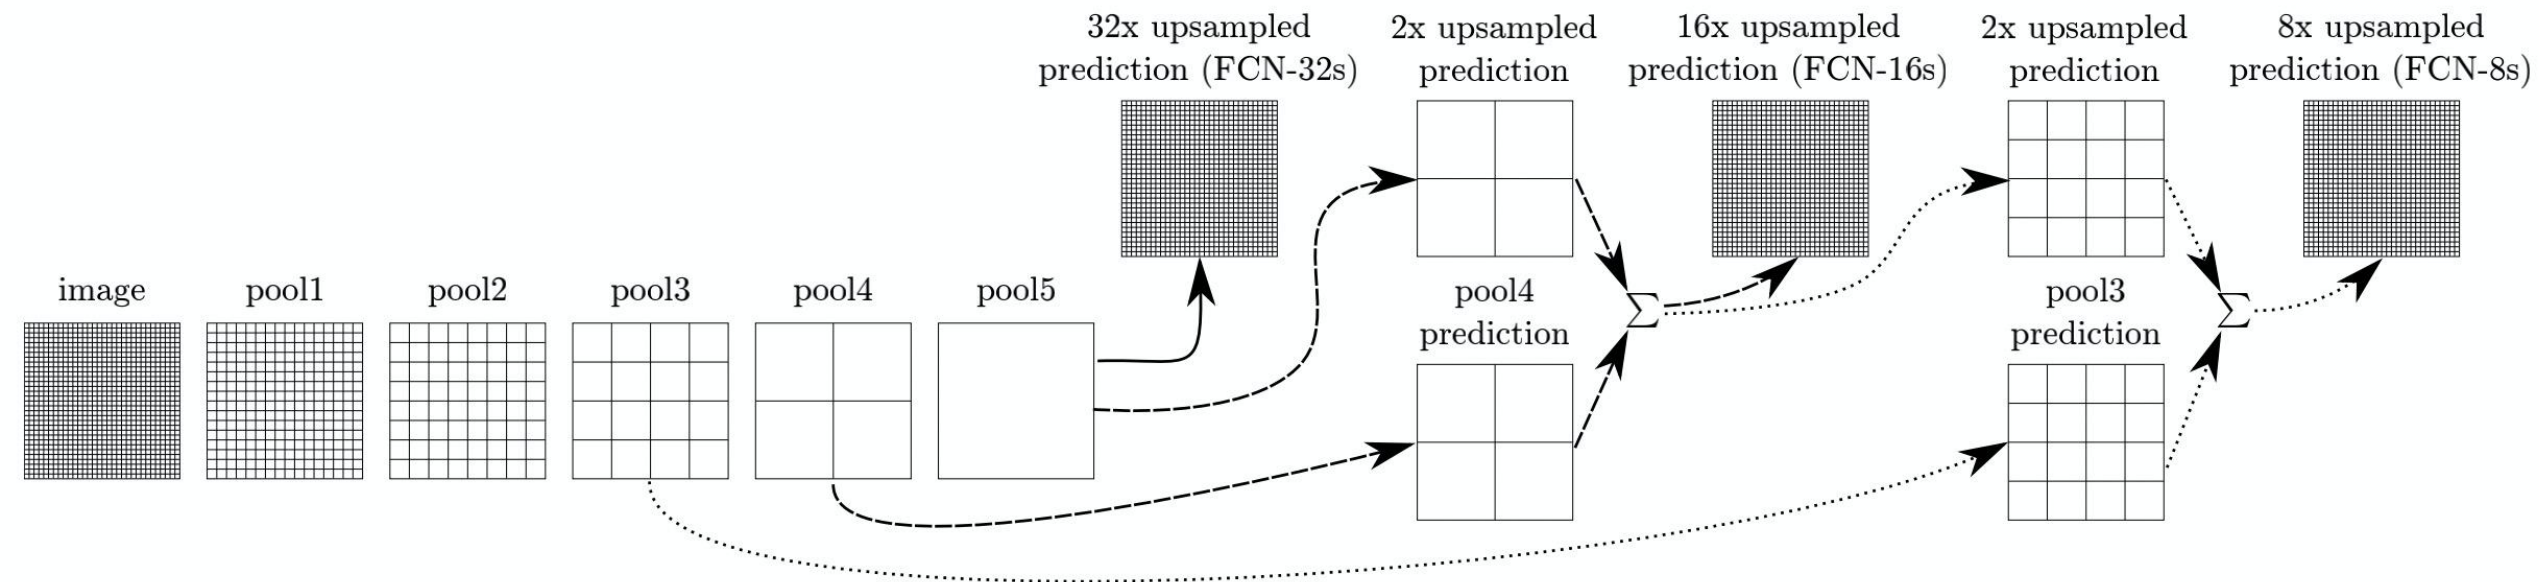 32x upsampled
prediction (FCN-32s)
2x upsampled
prediction
16x upsampled
prediction (FCN-16s)
2x upsampled
prediction
8x upsampled
prediction (FCN-8s)
image
pool1
pool2
pool3
pool4
pool5
pool4
prediction
Σ
pool3
prediction
Σ